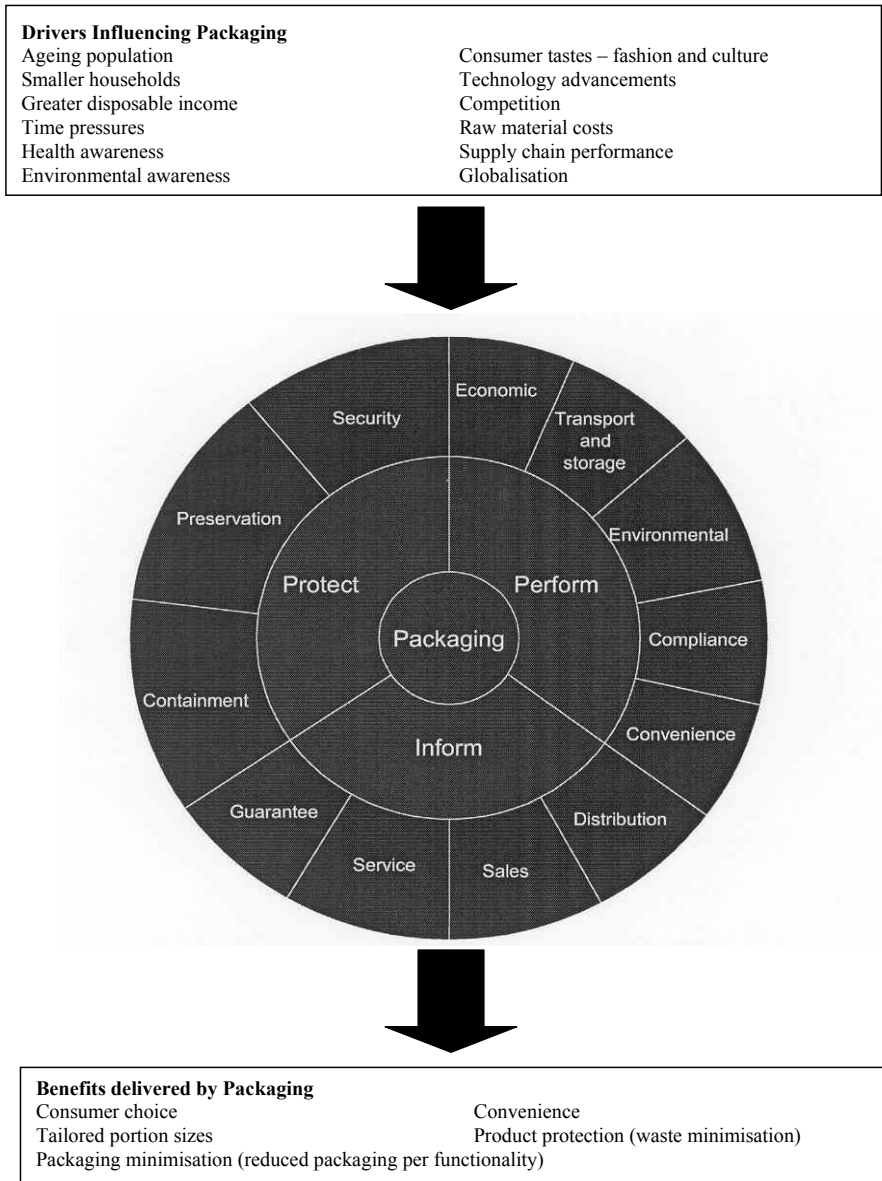 Drivers Influencing Packaging
Ageing population
Smaller households
Greater disposable income
Time pressures
Health awareness
Environmental awareness
Consumer tastes – fashion and culture
Technology advancements
Competition
Raw material costs
Supply chain performance
Globalisation
Economic
Transport
and
storage
Environmental
Compliance
Convenience
Distribution
Sales
Service
Guarantee
Containment
Preservation
Security
Protect
Perform
Inform
Packaging
Benefits delivered by Packaging
Consumer choice
Tailored portion sizes
Packaging minimisation (reduced packaging per functionality)
Convenience
Product protection (waste minimisation)